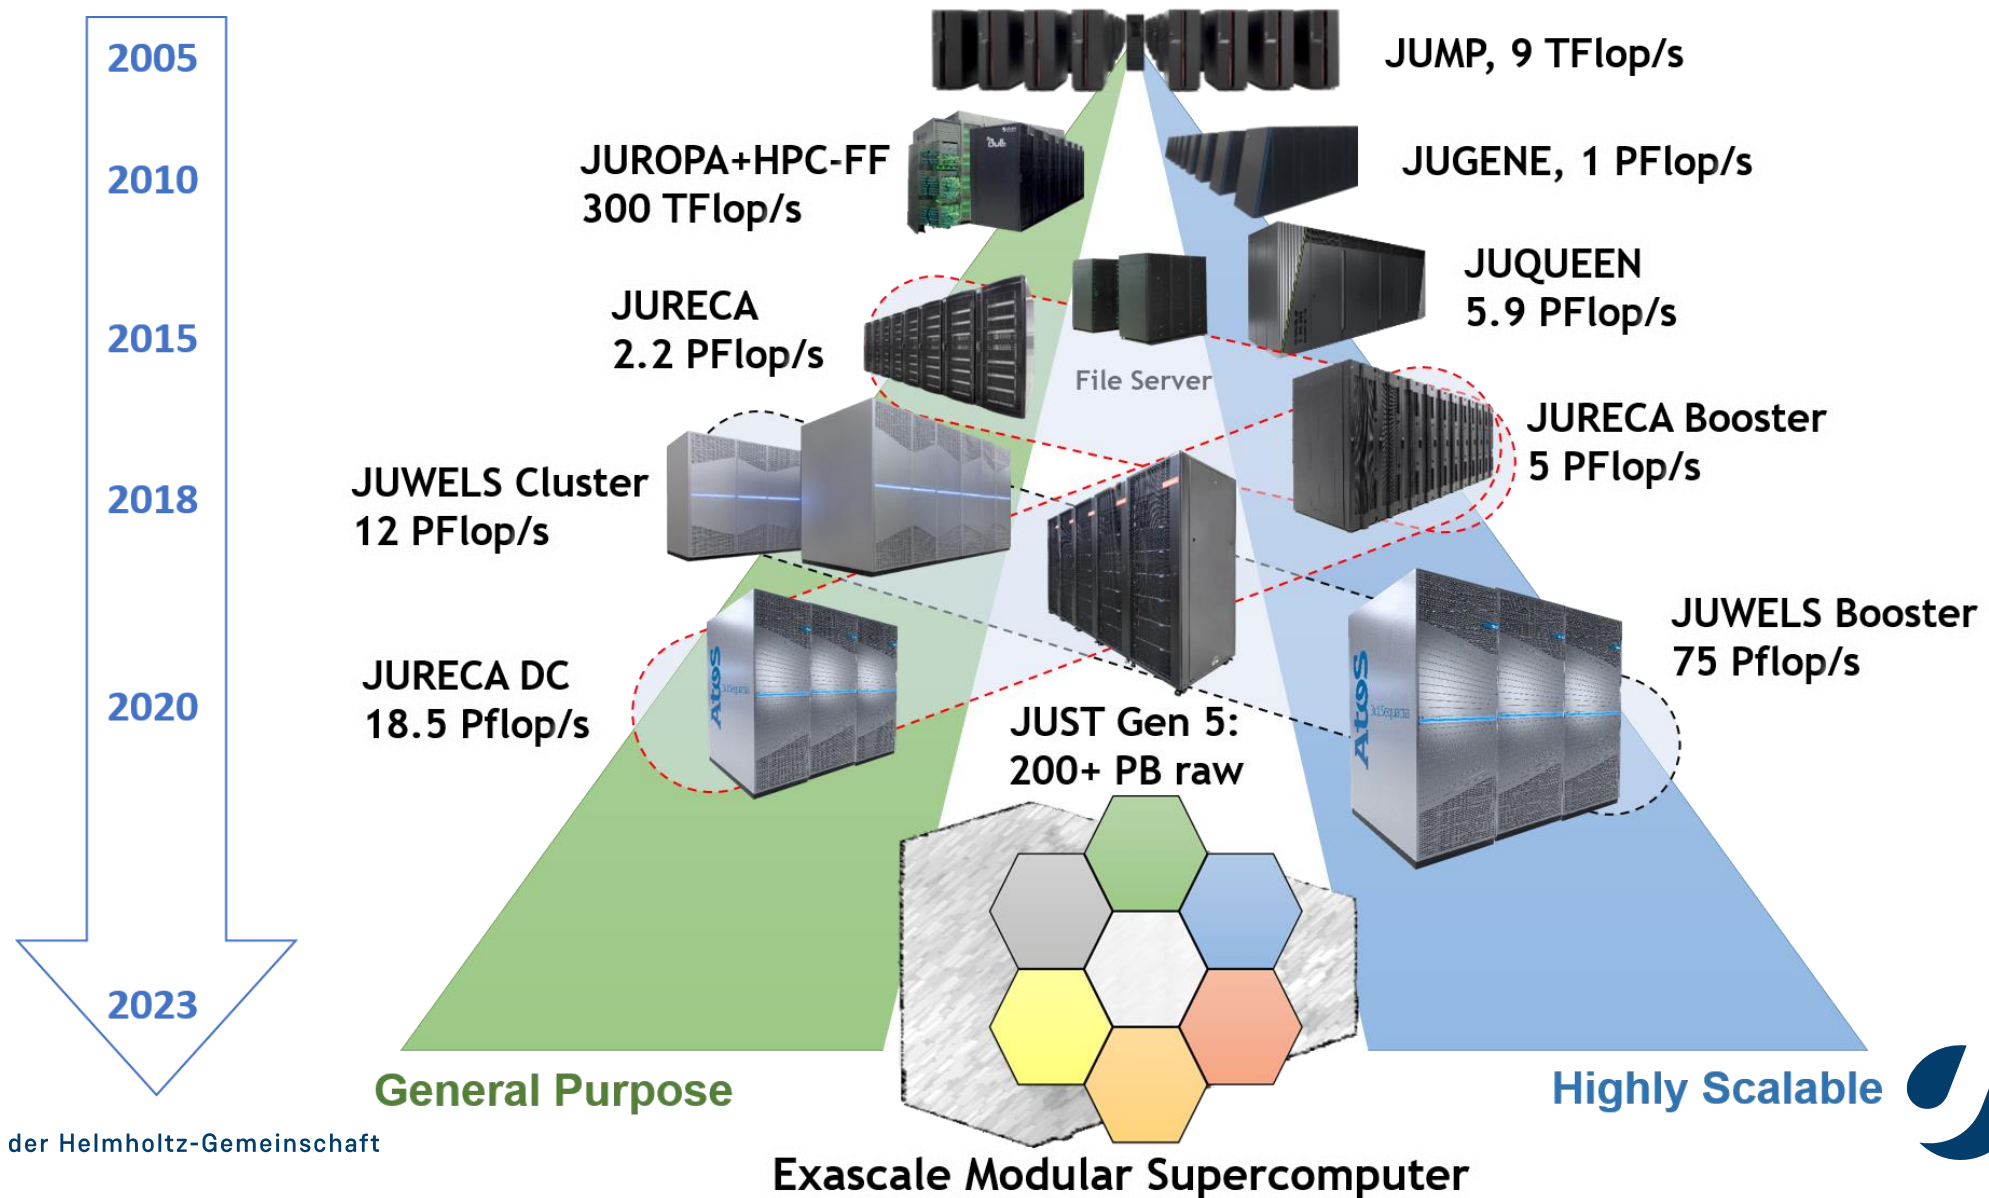 2005
JUMP, 9 TFlop/s
JUROPA+HPC-FF
300 TFlop/s
Bull
JUGENE, 1 PFlop/s
2010
JUQUEEN
5.9 PFlop/s
JURECA
2.2 PFlop/s
2015
File Server
JURECA Booster
5 PFlop/s
JUWELS Cluster
12 PFlop/s
2018
JUWELS Booster
75 Pflop/s
JURECA DC
18.5 Pflop/s
Atos
Atos
2020
JUST Gen 5:
200+ PB raw
2023
General Purpose
Highly Scalable
der Helmholtz-Gemeinschaft
Exascale Modular Supercomputer